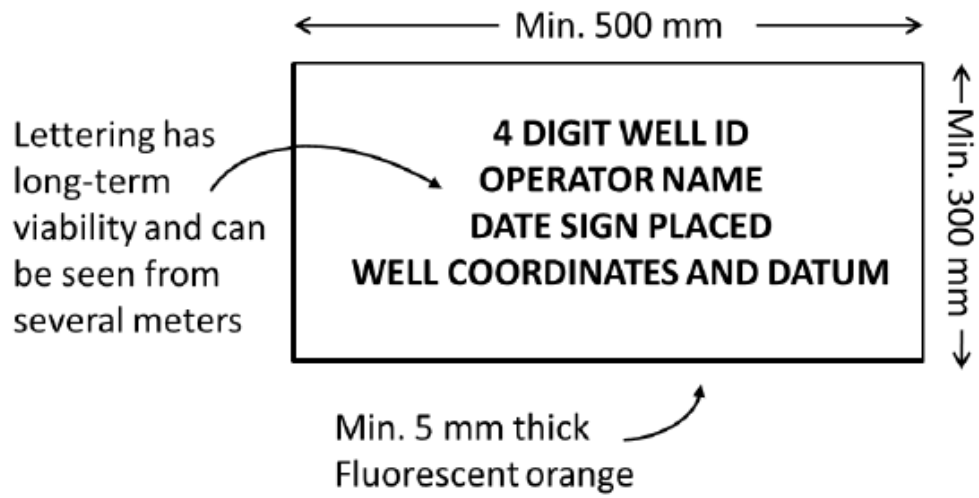 Min. 500 mm
Lettering has
long-term
viability and can
be seen from
several meters
4 DIGIT WELL ID
OPERATOR NAME
DATE SIGN PLACED
WELL COORDINATES AND DATUM
Min. 300 mm
Min. 5 mm thick
Fluorescent orange